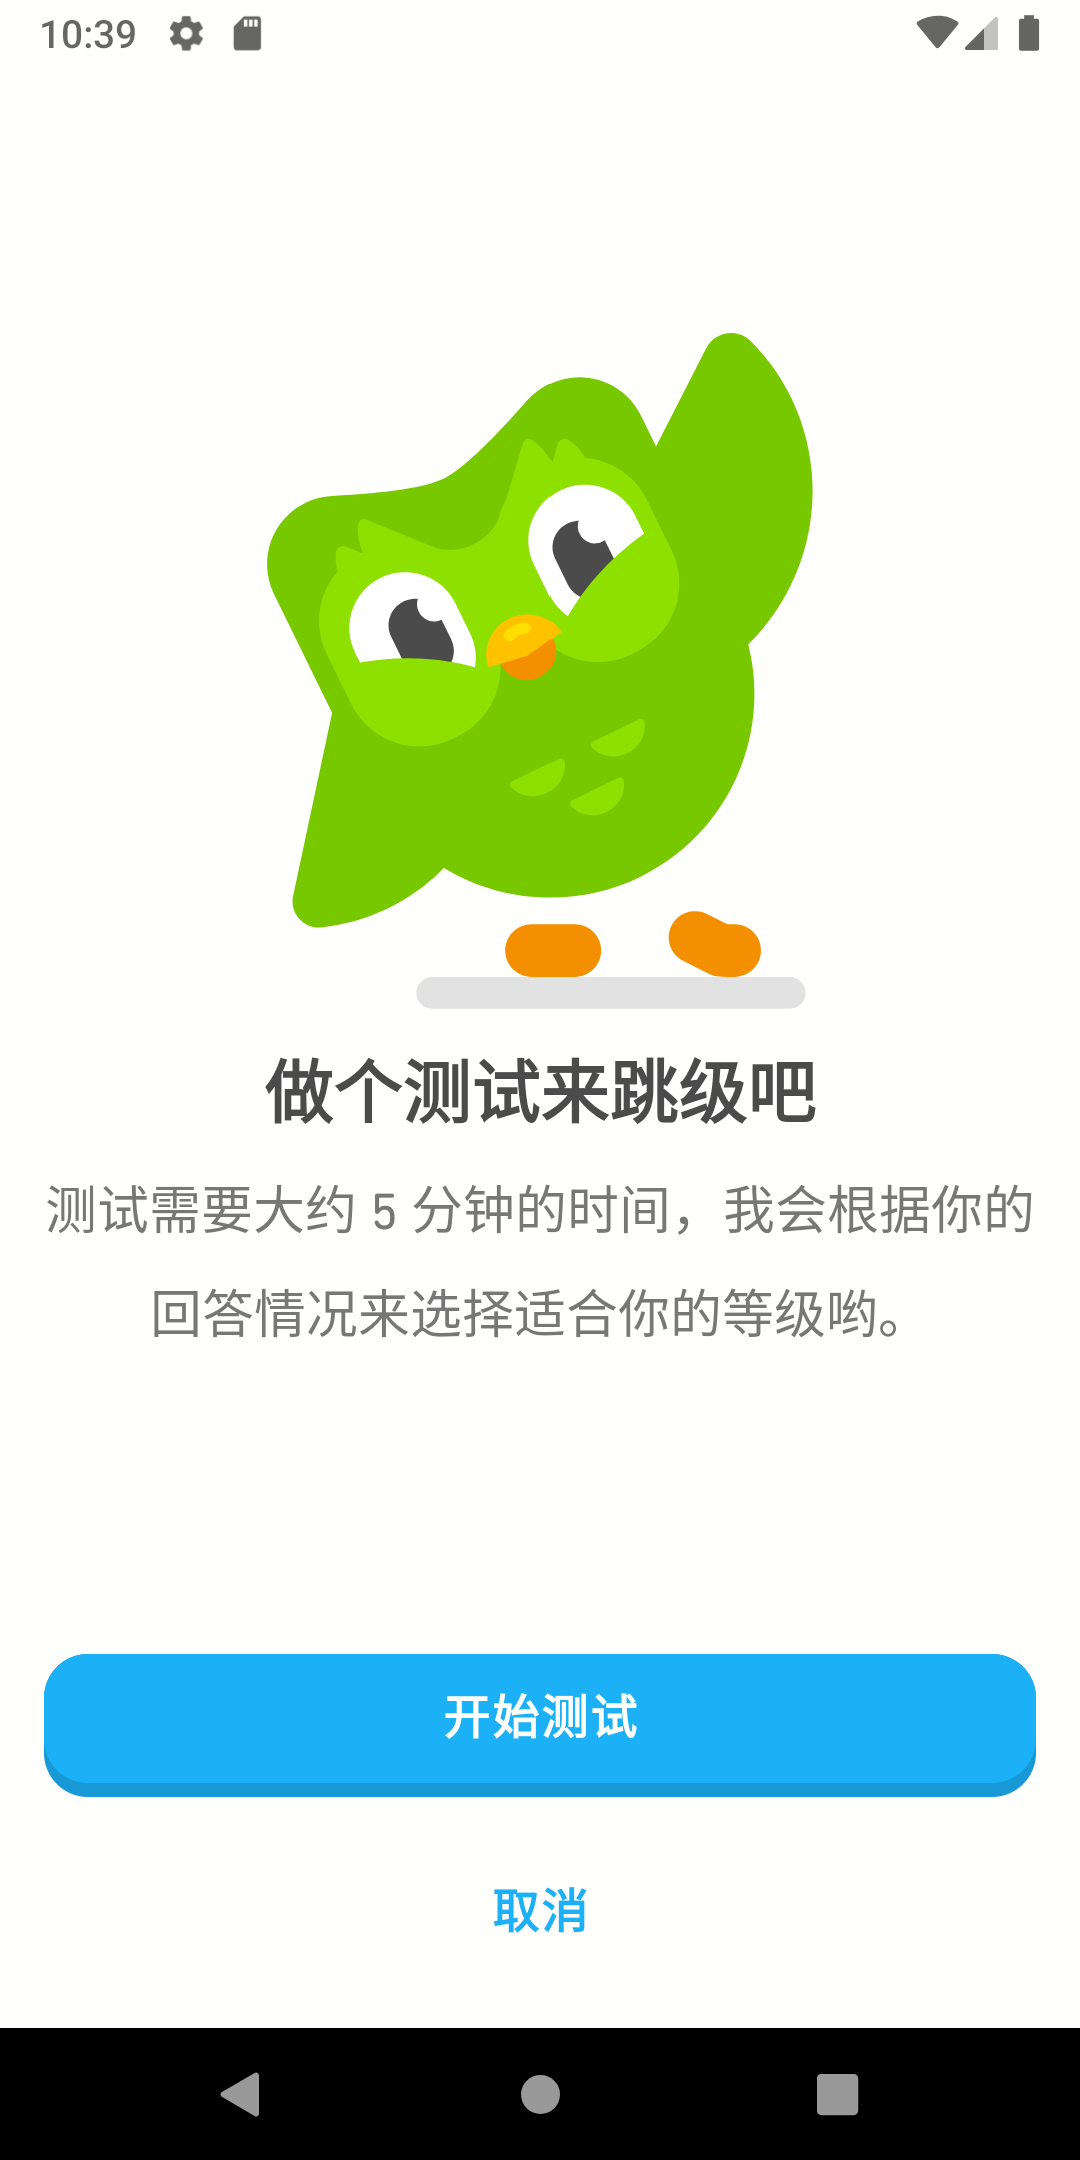 10:39
做个测试来跳级吧
测试需要大约 5 分钟的时间，我会根据你的
回答情况来选择适合你的等级哟。
开始测试
取消